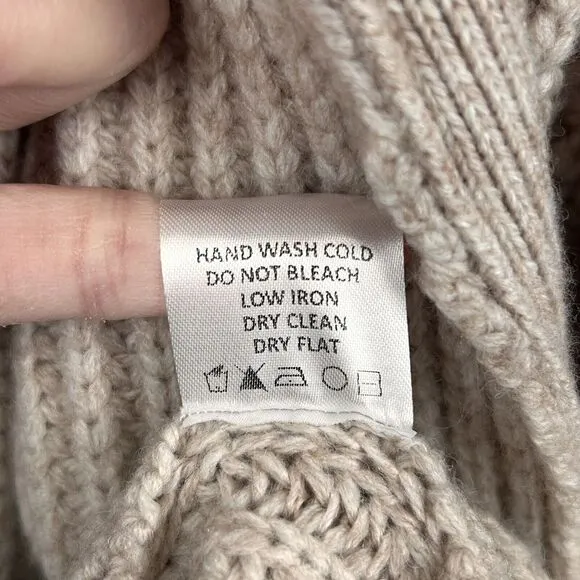 HAND WASH COLD
DO NOT BLEACH
LOW IRON
DRY CLEAN
DRY FLAT